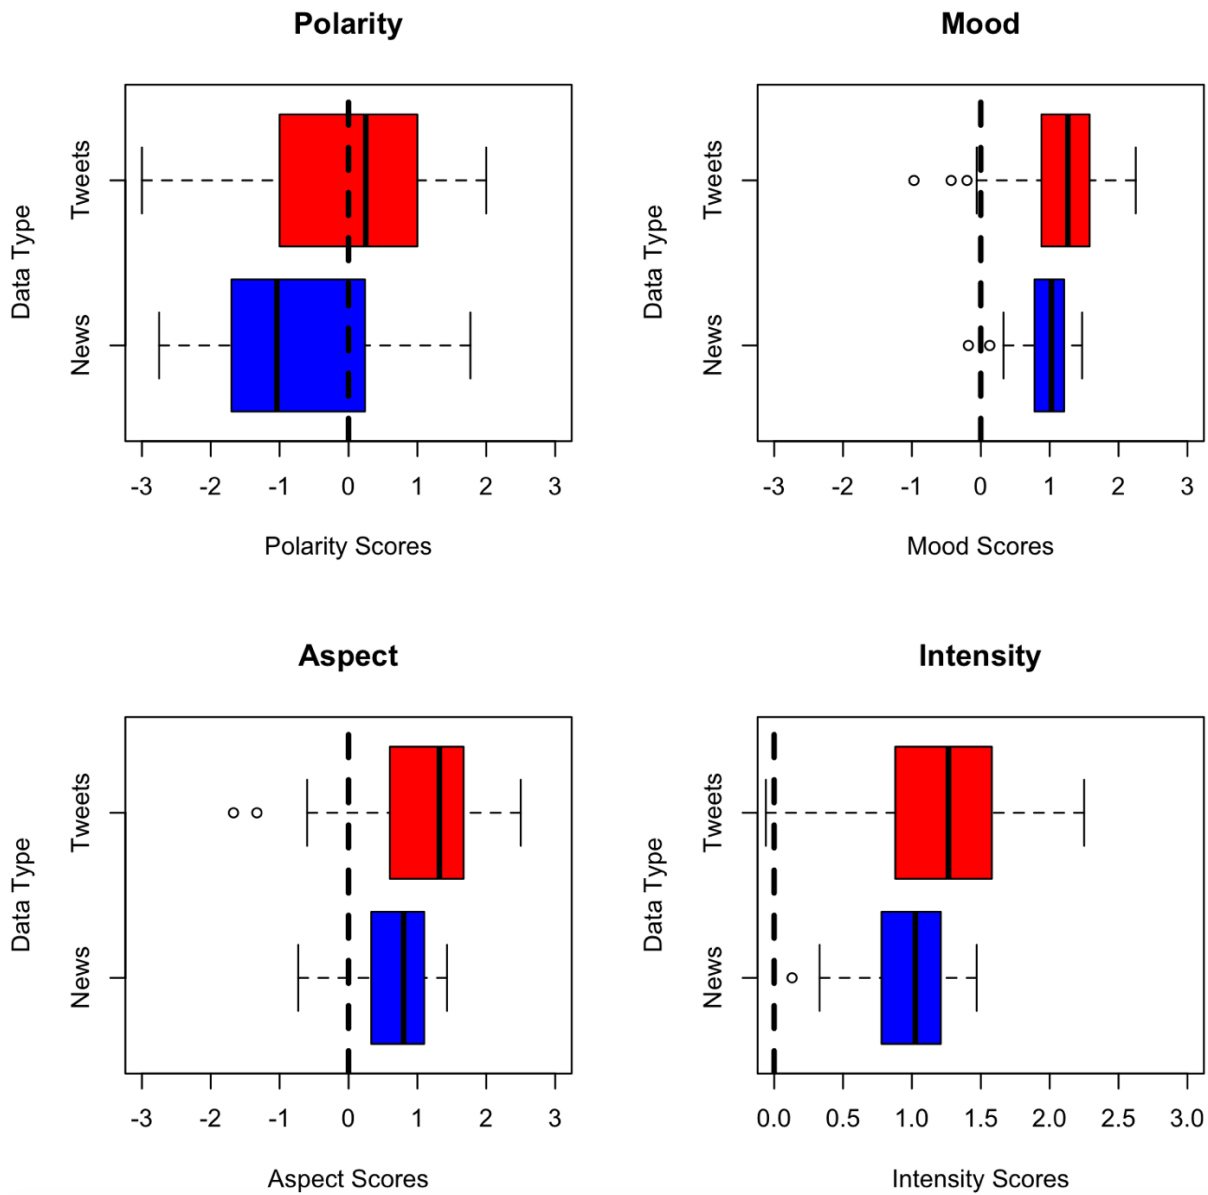 Polarity
Data Type
Tweets
News
-3 -2 -1 0 1 2 3
Polarity Scores
Mood
Data Type
Tweets
News
-3 -2 -1 0 1 2 3
Mood Scores
Aspect
Data Type
Tweets
News
-3 -2 -1 0 1 2 3
Aspect Scores
Intensity
Data Type
Tweets
News
0.0 0.5 1.0 1.5 2.0 2.5 3.0
Intensity Scores